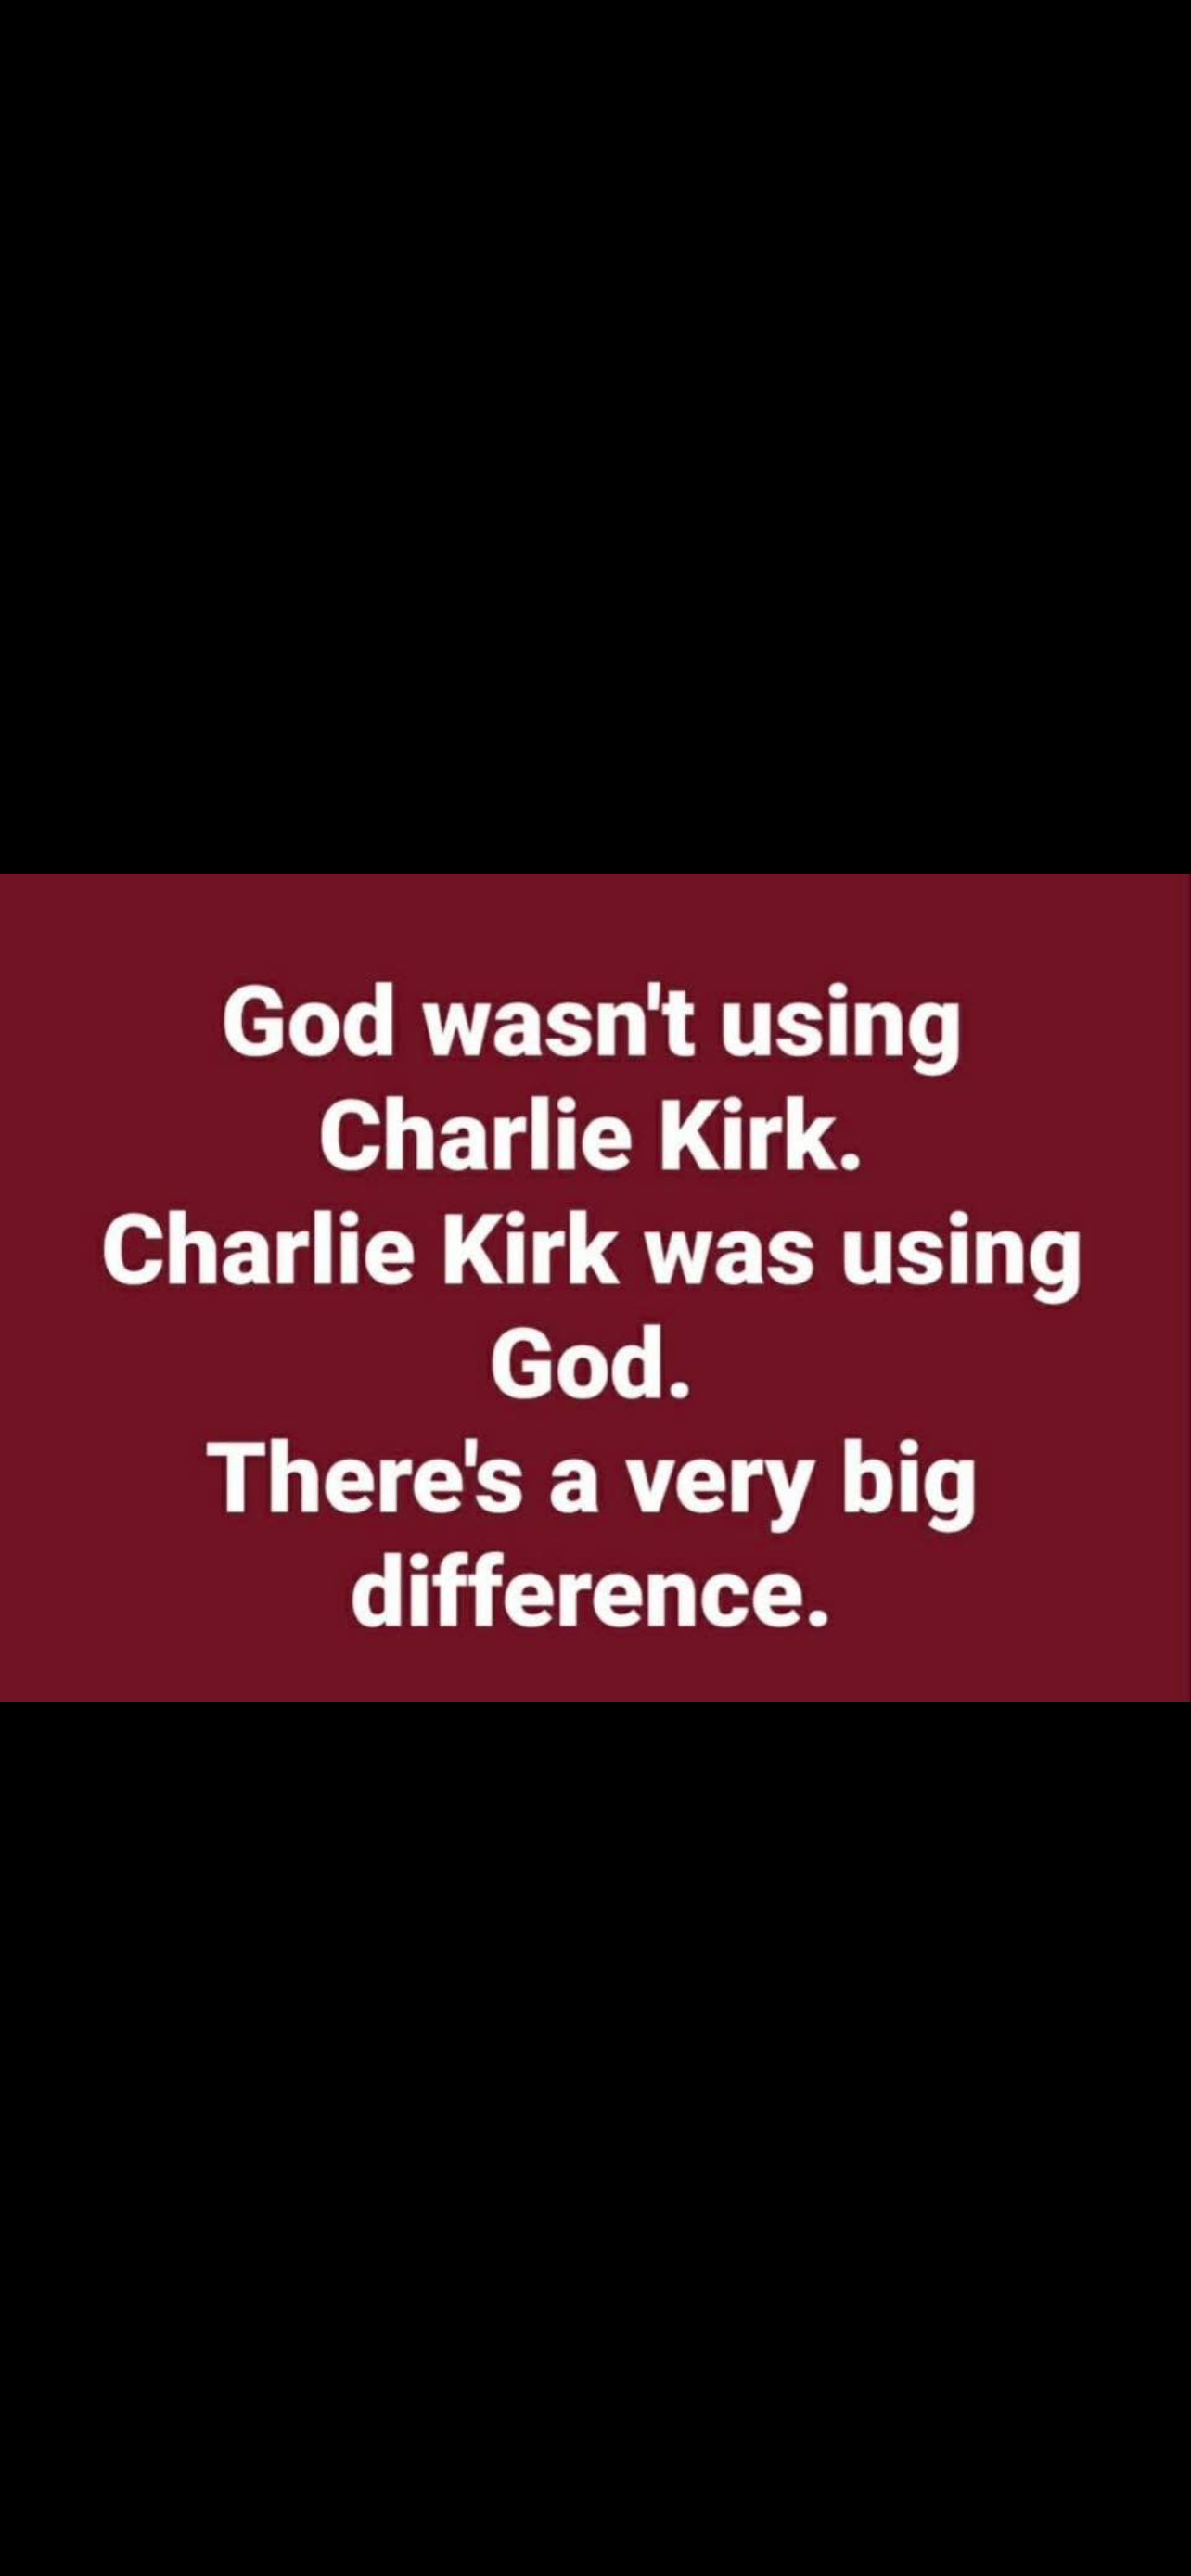 God wasn't using
Charlie Kirk.
Charlie Kirk was using
God.
There's a very big
difference.